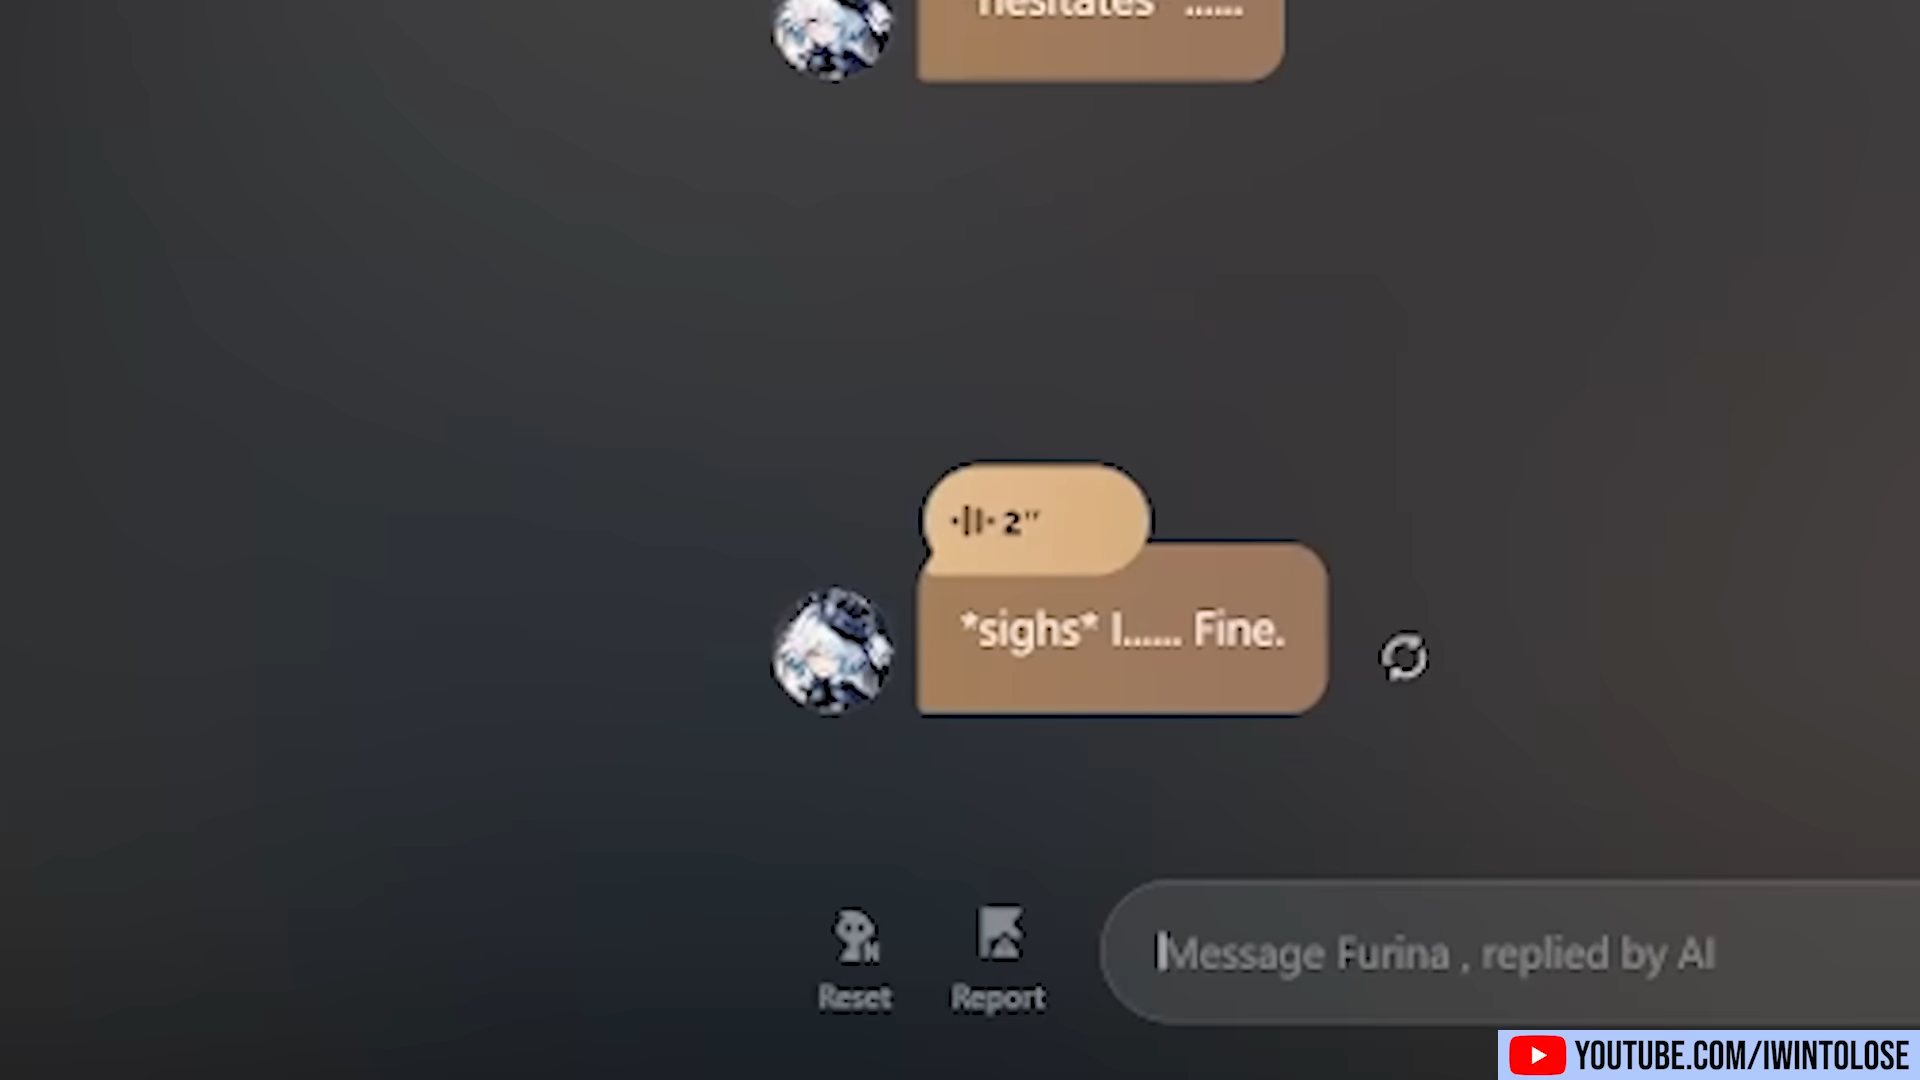 *hesitates* ......
2"
*sighs* I...... Fine.
Reset
Report
Message Furina , replied by AI
YOUTUBE.COM/IWINTOLOSE